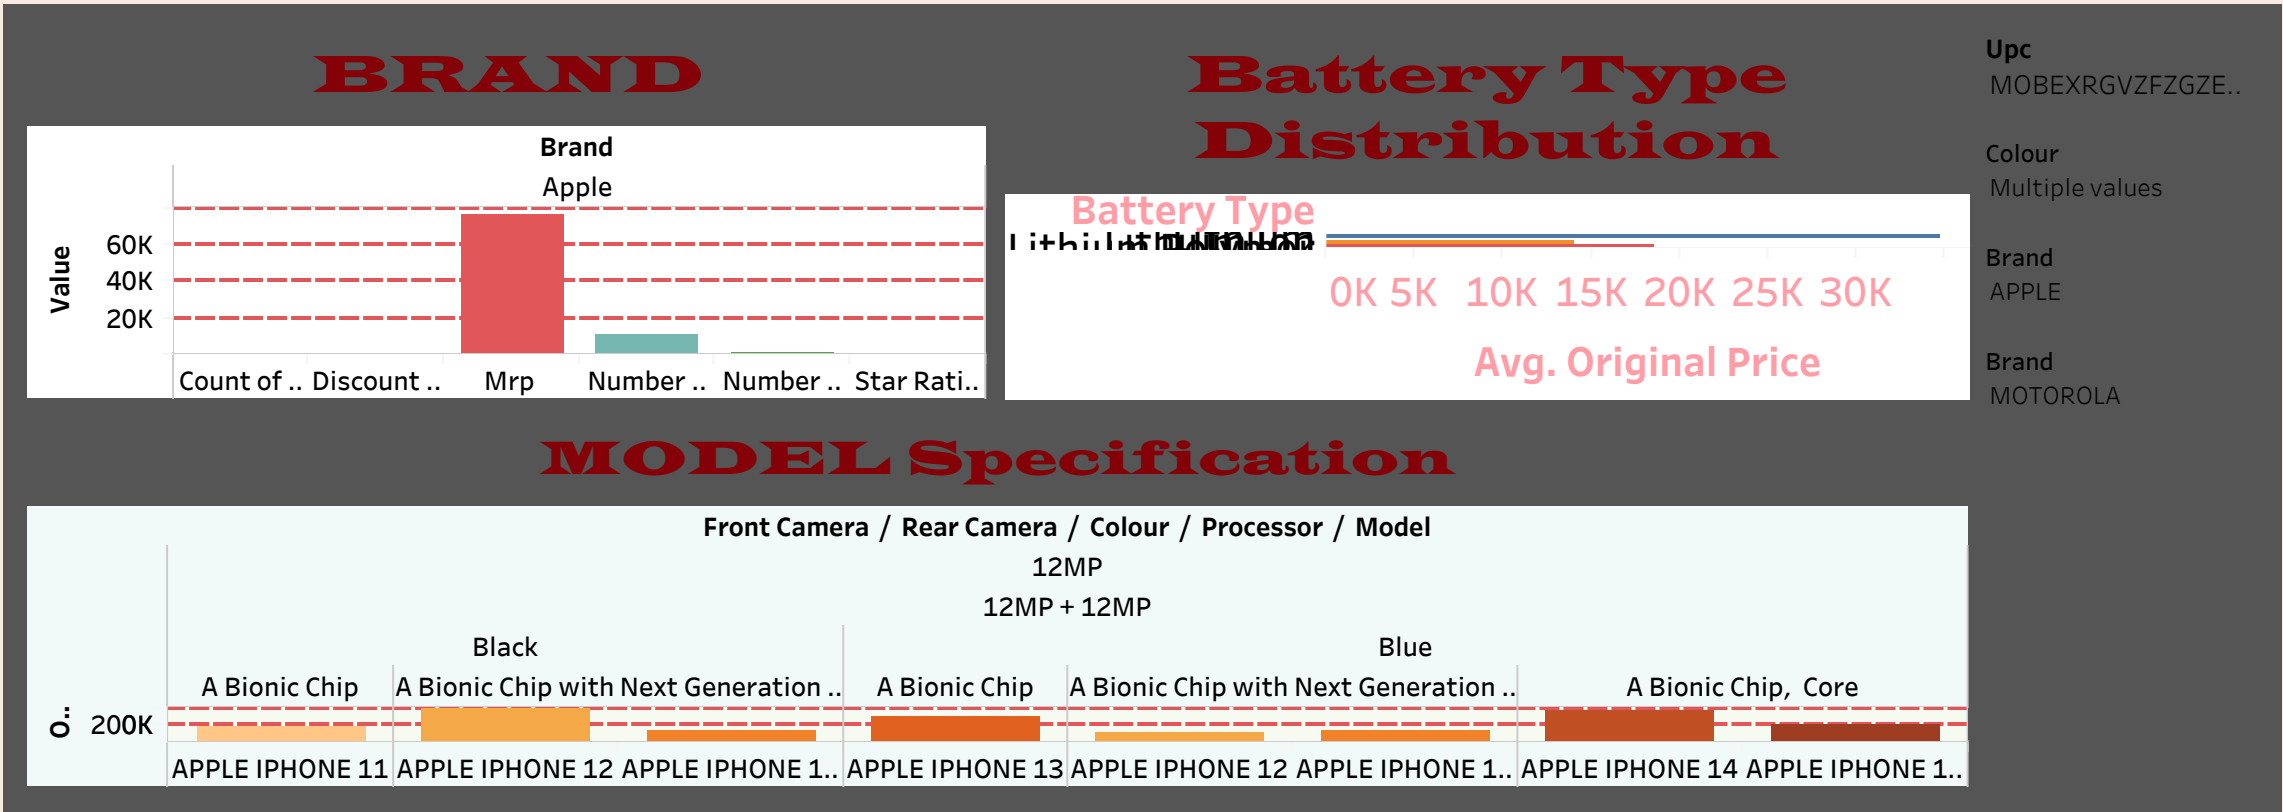 BRAND
Brand
Apple
Value
60K
40K
20K
Count of ..
Discount ..
Mrp
Number ..
Number ..
Star Rati..
Battery Type
Distribution
Battery Type
0K 5K 10K 15K 20K 25K 30K
Avg. Original Price
Upc
MOBEXRGVZFZGZE..
Colour
Multiple values
Brand
APPLE
Brand
MOTOROLA
MODEL Specification
Front Camera / Rear Camera / Colour / Processor / Model
12MP
12MP + 12MP
Black
Blue
A Bionic Chip
A Bionic Chip with Next Generation ..
A Bionic Chip
A Bionic Chip with Next Generation ..
A Bionic Chip, Core
O..
200K
APPLE IPHONE 11
APPLE IPHONE 12
APPLE IPHONE 1..
APPLE IPHONE 13
APPLE IPHONE 12
APPLE IPHONE 1..
APPLE IPHONE 14
APPLE IPHONE 1..